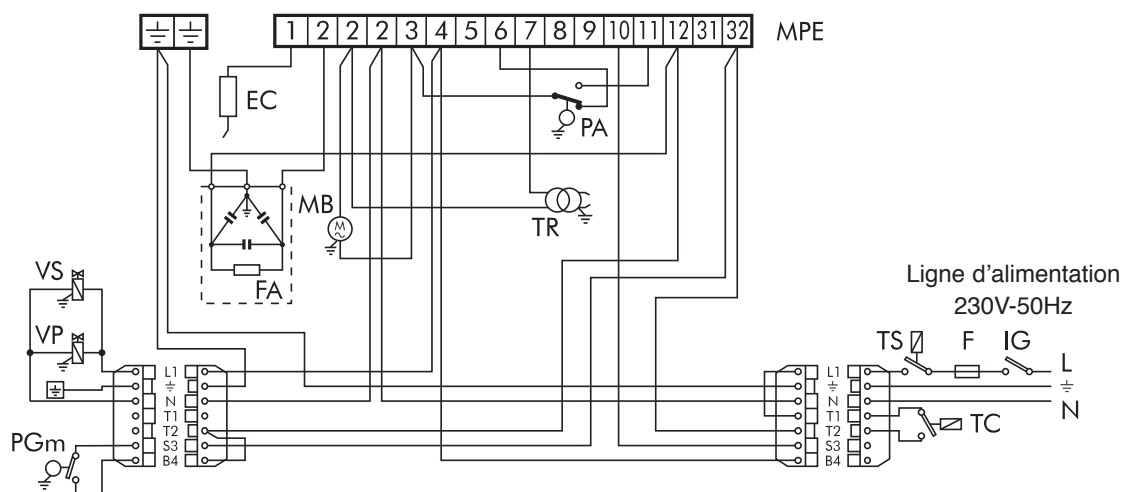 1 2 2 2 3 4 5 6 7 8 9 10 11 12 31 32 MPE
EC
PA
MB
M
TR
FA
VS
VP
Ligne d'alimentation
230V-50Hz
TS F IG
L
N
TC
PGm
L1
N
T1
T2
S3
B4
L1
N
T1
T2
S3
B4